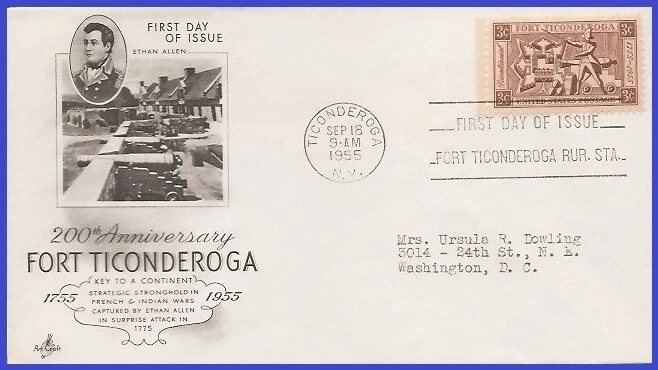 FIRST DAY
OF ISSUE
ETHAN ALLEN
200th Anniversary
FORT TICONDEROGA
KEY TO A CONTINENT
1755 1955
STRATEGIC STRONGHOLD IN
FRENCH & INDIAN WARS
CAPTURED BY ETHAN ALLEN
IN SURPRISE ATTACK IN
1775
Art Craft
TICONDEROGA
SEP 18
9-AM
1955
N.Y.
3¢ FORT TICONDEROGA 3¢
1755-1955
3¢ UNITED STATES POSTAGE 3¢
FIRST DAY OF ISSUE
FORT TICONDEROGA RUR. STA.
Mrs. Ursula R. Dowling
3014 - 24th St., N. E.
Washington, D. C.